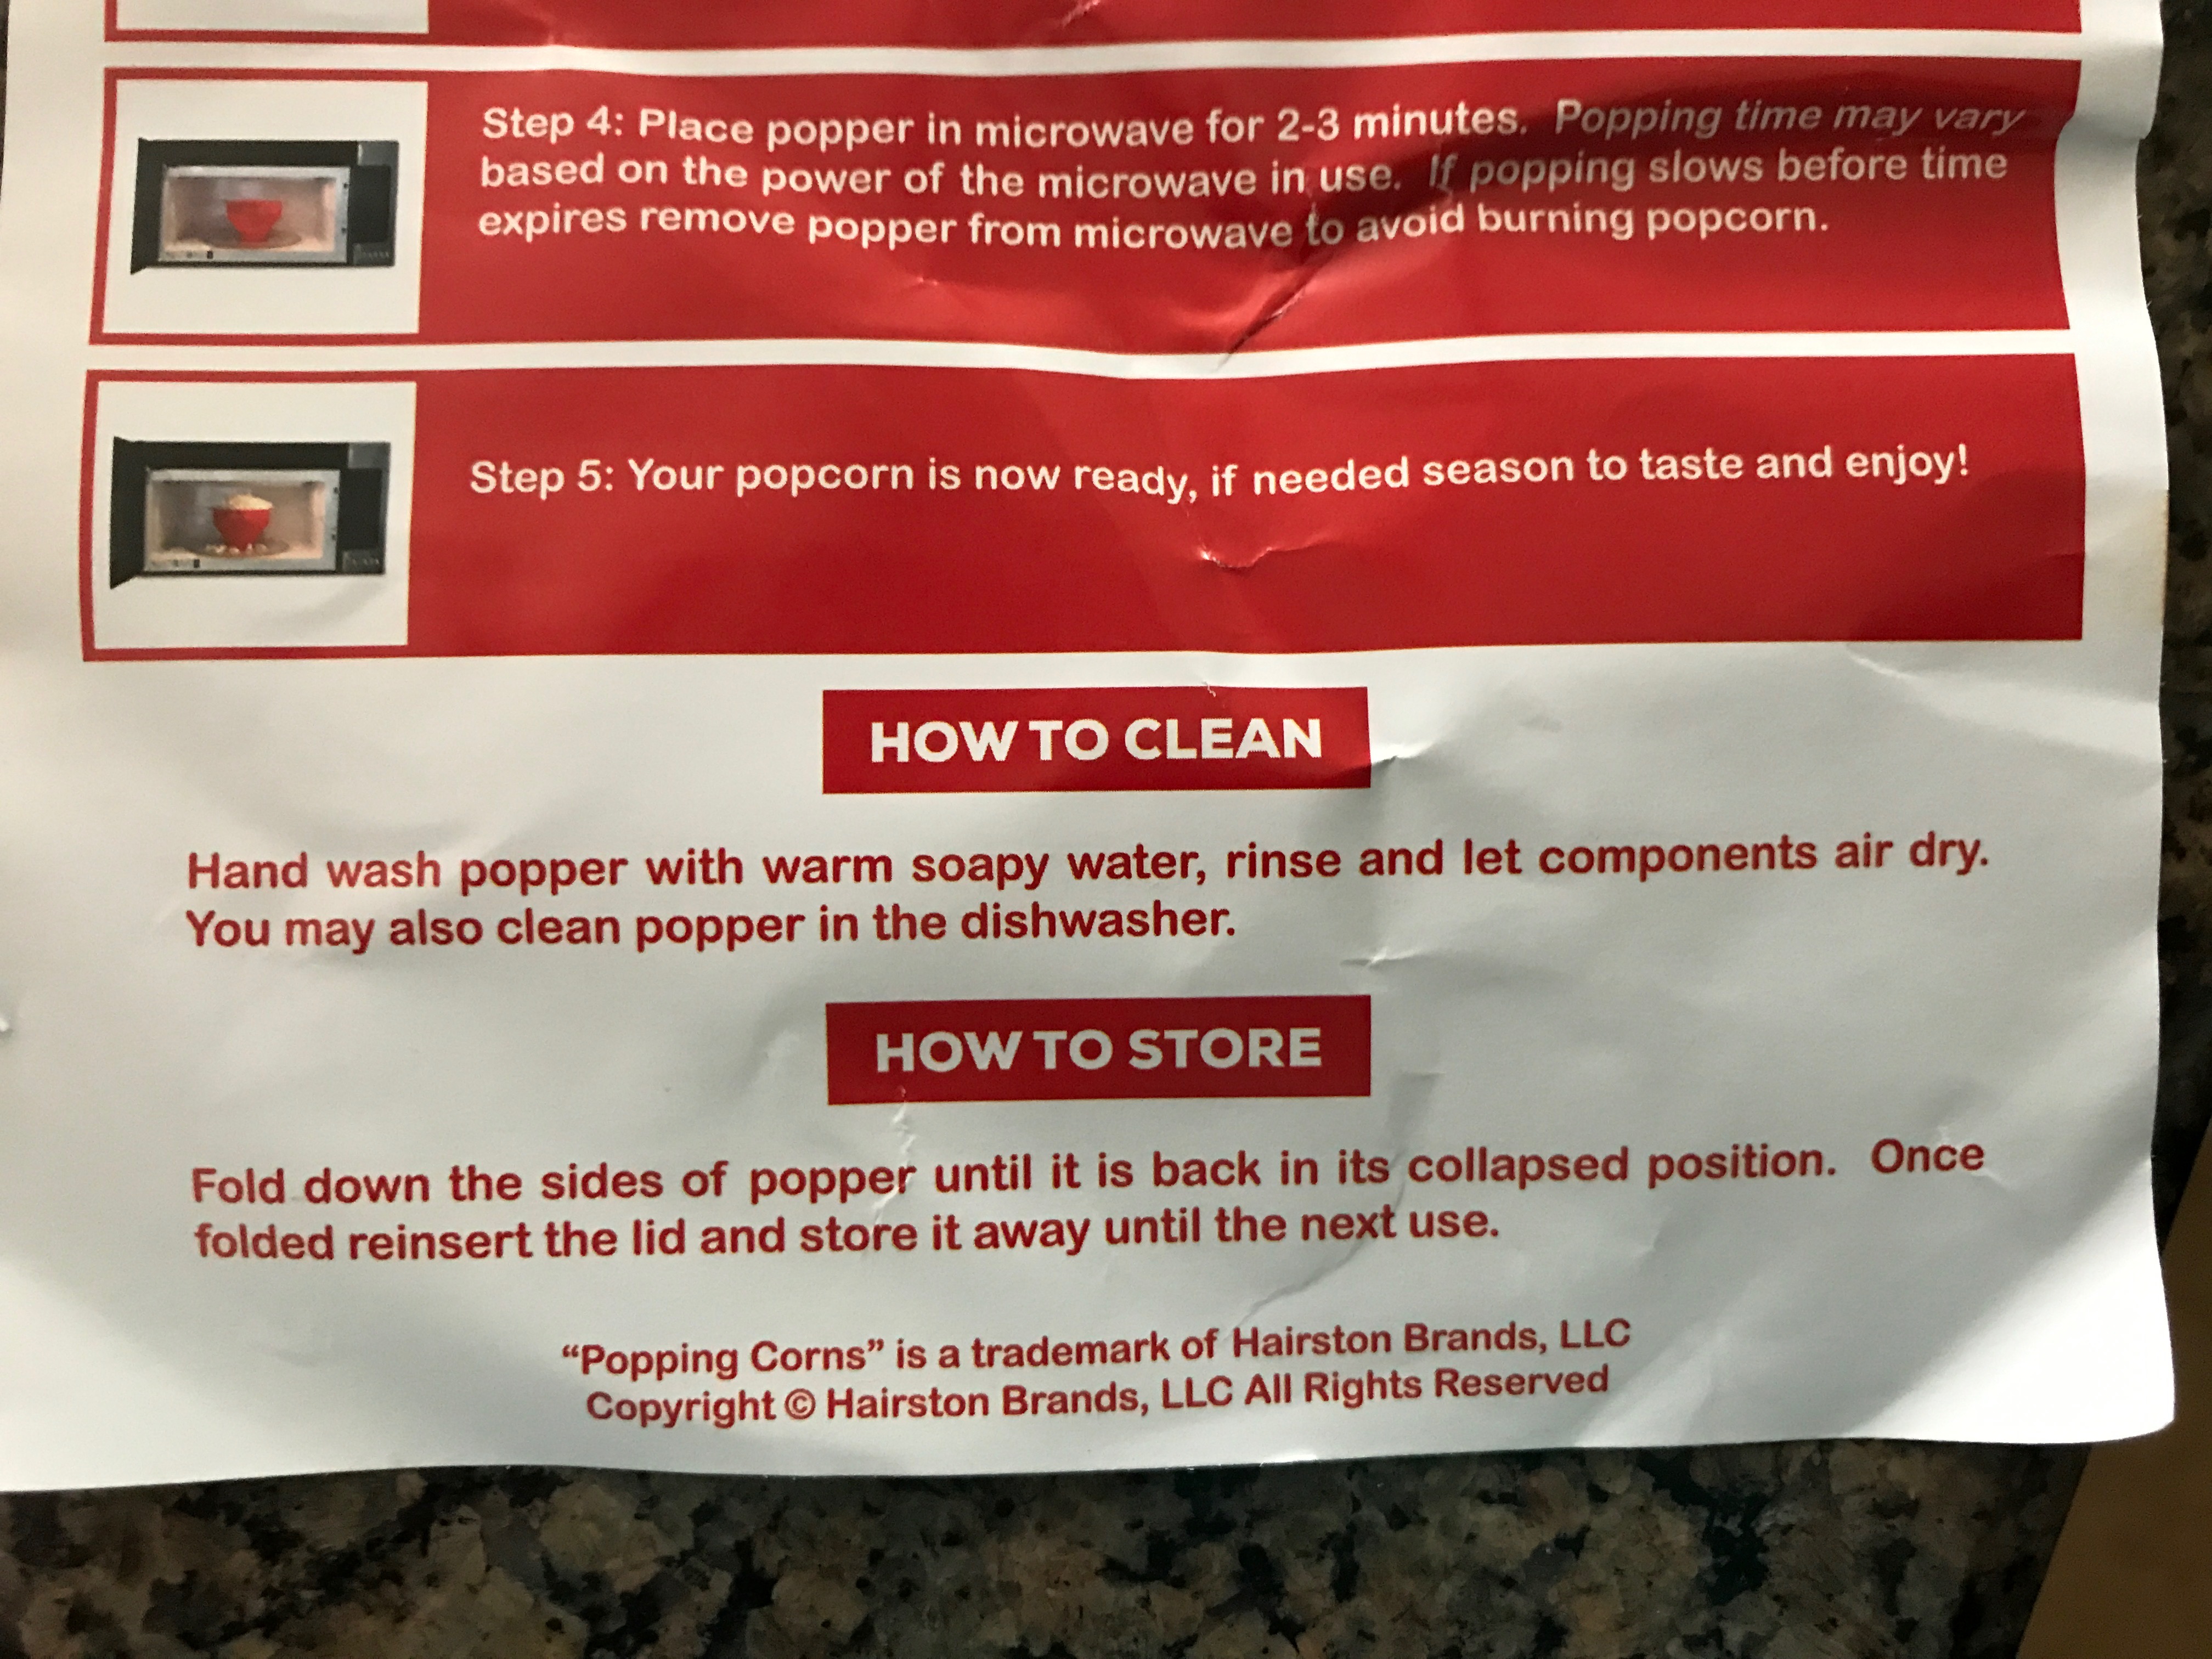 Step 4: Place popper in microwave for 2-3 minutes. Popping time may vary
based on the power of the microwave in use. If popping slows before time
expires remove popper from microwave to avoid burning popcorn.
Step 5: Your popcorn is now ready, if needed season to taste and enjoy!
HOW TO CLEAN
Hand wash popper with warm soapy water, rinse and let components air dry.
You may also clean popper in the dishwasher.
HOW TO STORE
Fold down the sides of popper until it is back in its collapsed position. Once
folded reinsert the lid and store it away until the next use.
“Popping Corns” is a trademark of Hairston Brands, LLC
Copyright © Hairston Brands, LLC All Rights Reserved